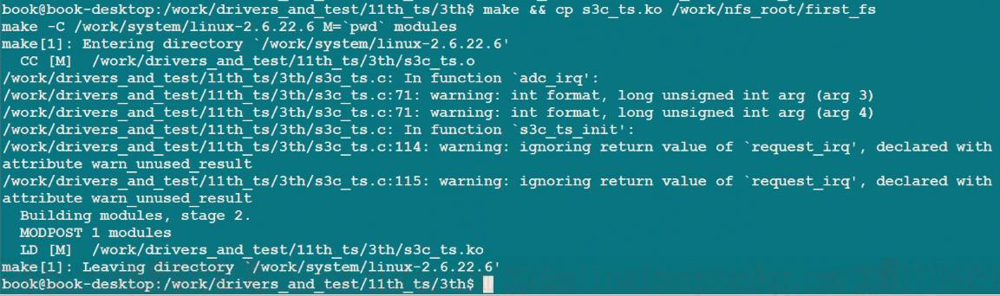 book@book-desktop:/work/drivers_and_test/11th_ts/3th$ make && cp s3c_ts.ko /work/nfs_root/first_fs
make -C /work/system/linux-2.6.22.6 M=`pwd` modules
make[1]: Entering directory `/work/system/linux-2.6.22.6'
  CC [M]  /work/drivers_and_test/11th_ts/3th/s3c_ts.o
/work/drivers_and_test/11th_ts/3th/s3c_ts.c: In function `adc_irq':
/work/drivers_and_test/11th_ts/3th/s3c_ts.c:71: warning: int format, long unsigned int arg (arg 3)
/work/drivers_and_test/11th_ts/3th/s3c_ts.c:71: warning: int format, long unsigned int arg (arg 4)
/work/drivers_and_test/11th_ts/3th/s3c_ts.c: In function `s3c_ts_init':
/work/drivers_and_test/11th_ts/3th/s3c_ts.c:114: warning: ignoring return value of `request_irq', declared with
attribute warn_unused_result
/work/drivers_and_test/11th_ts/3th/s3c_ts.c:115: warning: ignoring return value of `request_irq', declared with
attribute warn_unused_result
  Building modules, stage 2.
  MODPOST 1 modules
  LD [M]  /work/drivers_and_test/11th_ts/3th/s3c_ts.ko
make[1]: Leaving directory `/work/system/linux-2.6.22.6'
book@book-desktop:/work/drivers_and_test/11th_ts/3th$